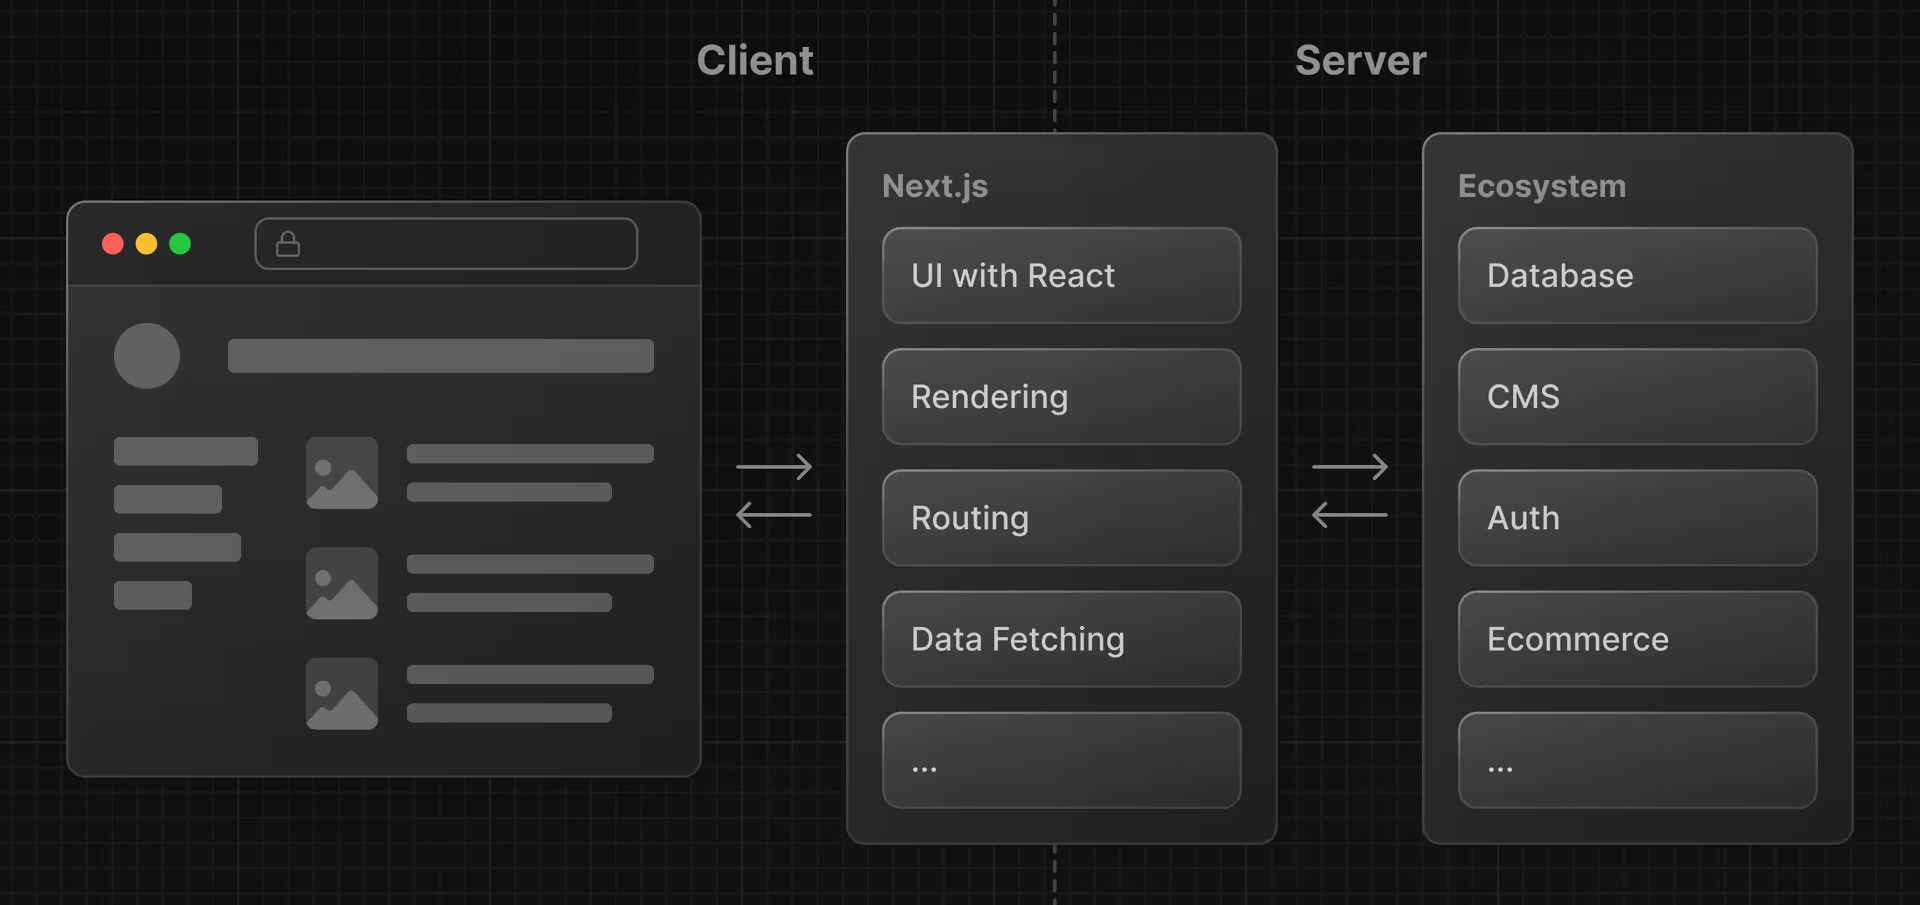 Client
Server
Next.js
UI with React
Rendering
Routing
Data Fetching
...
Ecosystem
Database
CMS
Auth
Ecommerce
...